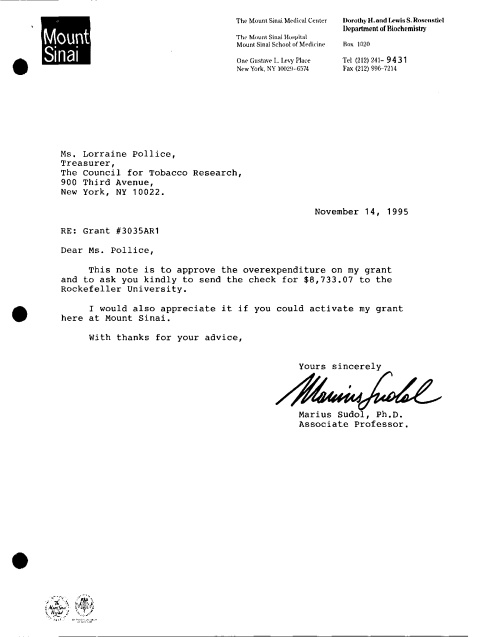 Mount
Sinai
The Mount Sinai Medical Center
The Mount Sinai Hospital
Mount Sinai School of Medicine
One Gustave L. Levy Place
New York, NY 10029-6574
Dorothy H. and Lewis S. Rosenstiel
Department of Biochemistry
Box 1020
Tel (212) 241- 9431
Fax (212) 996-7214
Ms. Lorraine Pollice,
Treasurer,
The Council for Tobacco Research,
900 Third Avenue,
New York, NY 10022.
November 14, 1995
RE: Grant #3035AR1
Dear Ms. Pollice,
This note is to approve the overexpenditure on my grant
and to ask you kindly to send the check for $8,733.07 to the
Rockefeller University.
I would also appreciate it if you could activate my grant
here at Mount Sinai.
With thanks for your advice,
Yours sincerely
Marius Sudol
Marius Sudol, Ph.D.
Associate Professor.